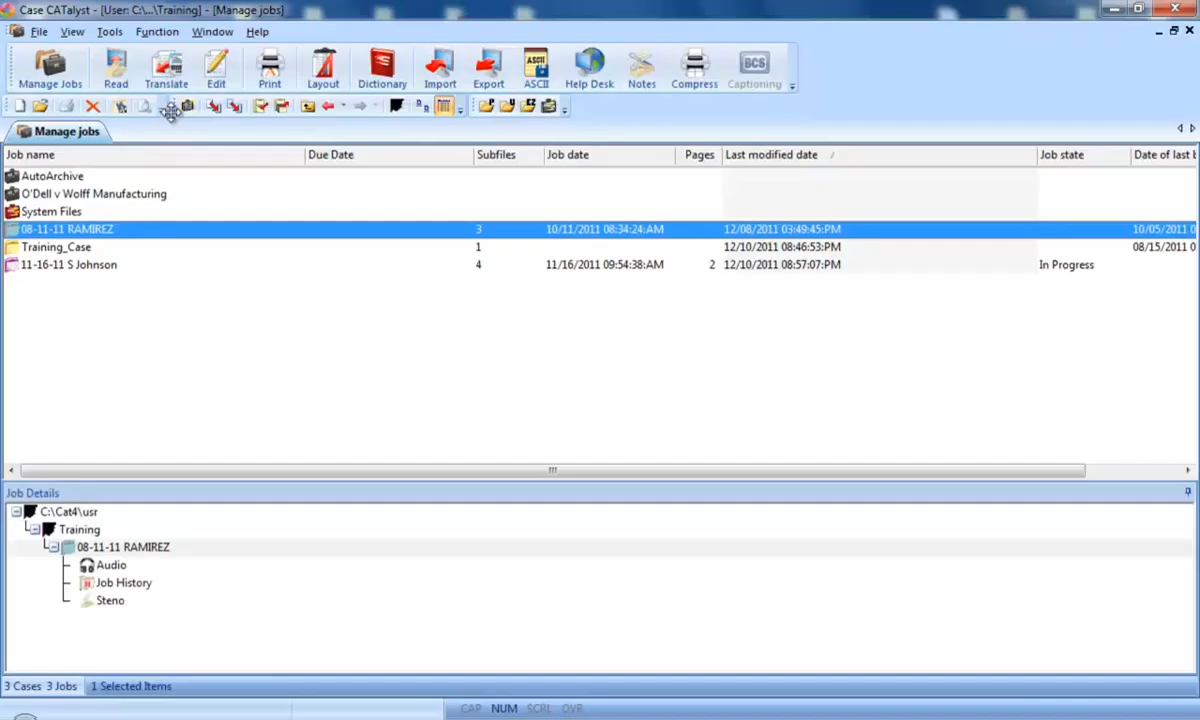 Case CATalyst - [User: C:\...\Training] - [Manage jobs]
File View Tools Function Window Help
Manage Jobs Read Translate Edit Print Layout Dictionary Import Export ASCII ASCII Help Desk Notes Compress BCS Captioning
Manage jobs
Job name Due Date Subfiles Job date Pages Last modified date / Job state Date of last b
AutoArchive
O'Dell v Wolff Manufacturing
System Files
08-11-11 RAMIREZ 3 10/11/2011 08:34:24:AM 12/08/2011 03:49:45:PM 10/05/2011 0
Training_Case 1 12/10/2011 08:46:53:PM 08/15/2011 0
11-16-11 S Johnson 4 11/16/2011 09:54:38:AM 2 12/10/2011 08:57:07:PM In Progress
Job Details
C:\Cat4\usr
Training
08-11-11 RAMIREZ
Audio
Job History
Steno
3 Cases 3 Jobs 1 Selected Items
CAP NUM SCRL OVR